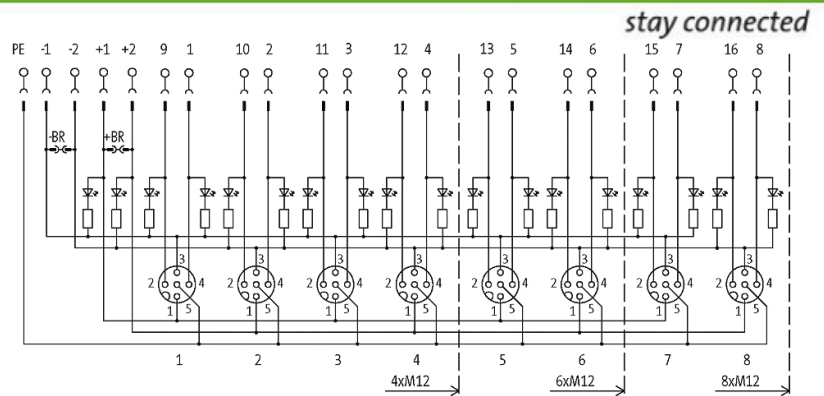 stay connected
PE -1 -2 +1 +2 9 1 10 2 11 3 12 4 13 5 14 6 15 7 16 8
-BR +BR
3 3 3 3 3 3 3 3
2 4 2 4 2 4 2 4 2 4 2 4 2 4 2 4
1 5 1 5 1 5 1 5 1 5 1 5 1 5 1 5
1 2 3 4 5 6 7 8
4xM12 6xM12 8xM12